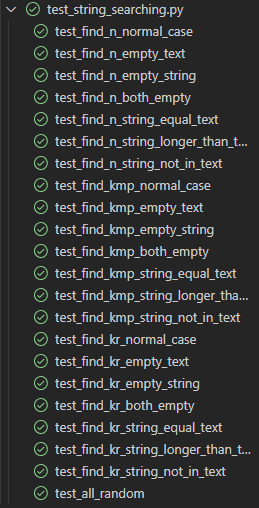 test_string_searching.py
test_find_n_normal_case
test_find_n_empty_text
test_find_n_empty_string
test_find_n_both_empty
test_find_n_string_equal_text
test_find_n_string_longer_than_t...
test_find_n_string_not_in_text
test_find_kmp_normal_case
test_find_kmp_empty_text
test_find_kmp_empty_string
test_find_kmp_both_empty
test_find_kmp_string_equal_text
test_find_kmp_string_longer_tha...
test_find_kmp_string_not_in_text
test_find_kr_normal_case
test_find_kr_empty_text
test_find_kr_empty_string
test_find_kr_both_empty
test_find_kr_string_equal_text
test_find_kr_string_longer_than_t...
test_find_kr_string_not_in_text
test_all_random